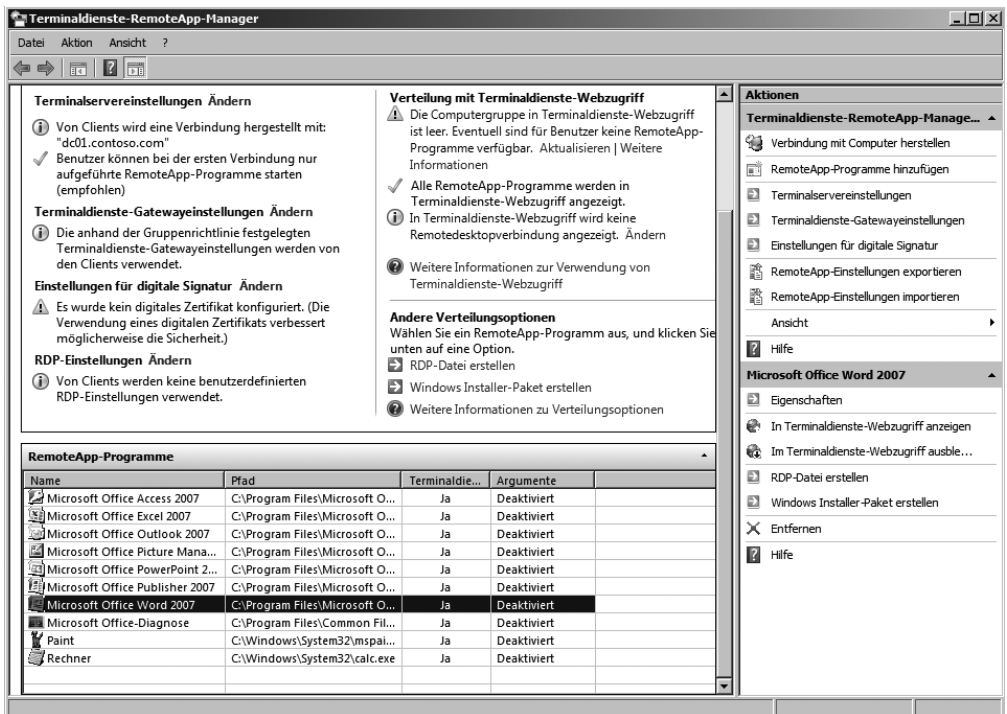 Terminaldienste-RemoteApp-Manager
Datei Aktion Ansicht ?
Terminalservereinstellungen Ändern
Von Clients wird eine Verbindung hergestellt mit:
"dc01.contoso.com"
Benutzer können bei der ersten Verbindung nur
aufgeführte RemoteApp-Programme starten
(empfohlen)
Terminaldienste-Gatewayeinstellungen Ändern
Die anhand der Gruppenrichtlinie festgelegten
Terminaldienste-Gatewayeinstellungen werden von
den Clients verwendet.
Einstellungen für digitale Signatur Ändern
Es wurde kein digitales Zertifikat konfiguriert. (Die
Verwendung eines digitalen Zertifikats verbessert
möglicherweise die Sicherheit.)
RDP-Einstellungen Ändern
Von Clients werden keine benutzerdefinierten
RDP-Einstellungen verwendet.
Verteilung mit Terminaldienste-Webzugriff
Die Computergruppe in Terminaldienste-Webzugriff
ist leer. Eventuell sind für Benutzer keine RemoteApp-
Programme verfügbar. Aktualisieren | Weitere
Informationen
Alle RemoteApp-Programme werden in
Terminaldienste-Webzugriff angezeigt.
In Terminaldienste-Webzugriff wird keine
Remotedesktopverbindung angezeigt. Ändern
Weitere Informationen zur Verwendung von
Terminaldienste-Webzugriff
Andere Verteilungsoptionen
Wählen Sie ein RemoteApp-Programm aus, und klicken Sie
unten auf eine Option.
RDP-Datei erstellen
Windows Installer-Paket erstellen
Weitere Informationen zu Verteilungsoptionen
RemoteApp-Programme
Name Pfad Terminaldie... Argumente
Microsoft Office Access 2007 C:\Program Files\Microsoft O... Ja Deaktiviert
Microsoft Office Excel 2007 C:\Program Files\Microsoft O... Ja Deaktiviert
Microsoft Office Outlook 2007 C:\Program Files\Microsoft O... Ja Deaktiviert
Microsoft Office Picture Mana... C:\Program Files\Microsoft O... Ja Deaktiviert
Microsoft Office PowerPoint 2... C:\Program Files\Microsoft O... Ja Deaktiviert
Microsoft Office Publisher 2007 C:\Program Files\Microsoft O... Ja Deaktiviert
Microsoft Office Word 2007 C:\Program Files\Microsoft O... Ja Deaktiviert
Microsoft Office-Diagnose C:\Program Files\Common Fil... Ja Deaktiviert
Paint C:\Windows\System32\mspai... Ja Deaktiviert
Rechner C:\Windows\System32\calc.exe Ja Deaktiviert
Aktionen
Terminaldienste-RemoteApp-Manage...
Verbindung mit Computer herstellen
RemoteApp-Programme hinzufügen
Terminalservereinstellungen
Terminaldienste-Gatewayeinstellungen
Einstellungen für digitale Signatur
RemoteApp-Einstellungen exportieren
RemoteApp-Einstellungen importieren
Ansicht
Hilfe
Microsoft Office Word 2007
Eigenschaften
In Terminaldienste-Webzugriff anzeigen
Im Terminaldienste-Webzugriff ausble...
RDP-Datei erstellen
Windows Installer-Paket erstellen
Entfernen
Hilfe